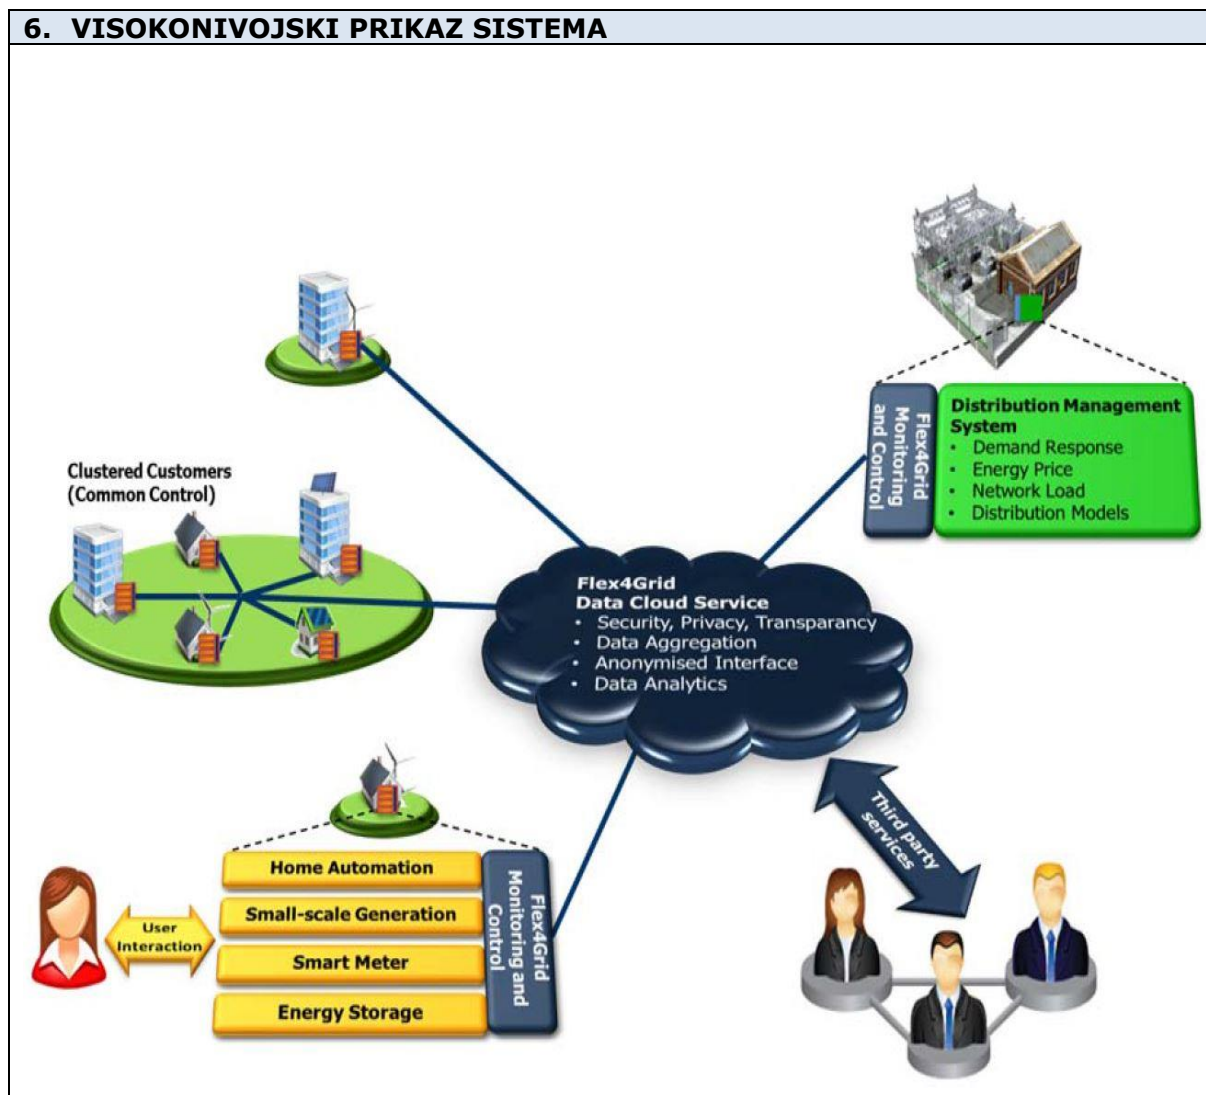 6. VISOKONIVOJSKI PRIKAZ SISTEMA
Clustered Customers
(Common Control)
Flex4Grid
Monitoring
and Control
Distribution Management
System
• Demand Response
• Energy Price
• Network Load
• Distribution Models
Flex4Grid
Data Cloud Service
• Security, Privacy, Transparancy
• Data Aggregation
• Anonymised Interface
• Data Analytics
Third party
services
User
Interaction
Home Automation
Small-scale Generation
Smart Meter
Energy Storage
Flex4Grid
Monitoring and
Control